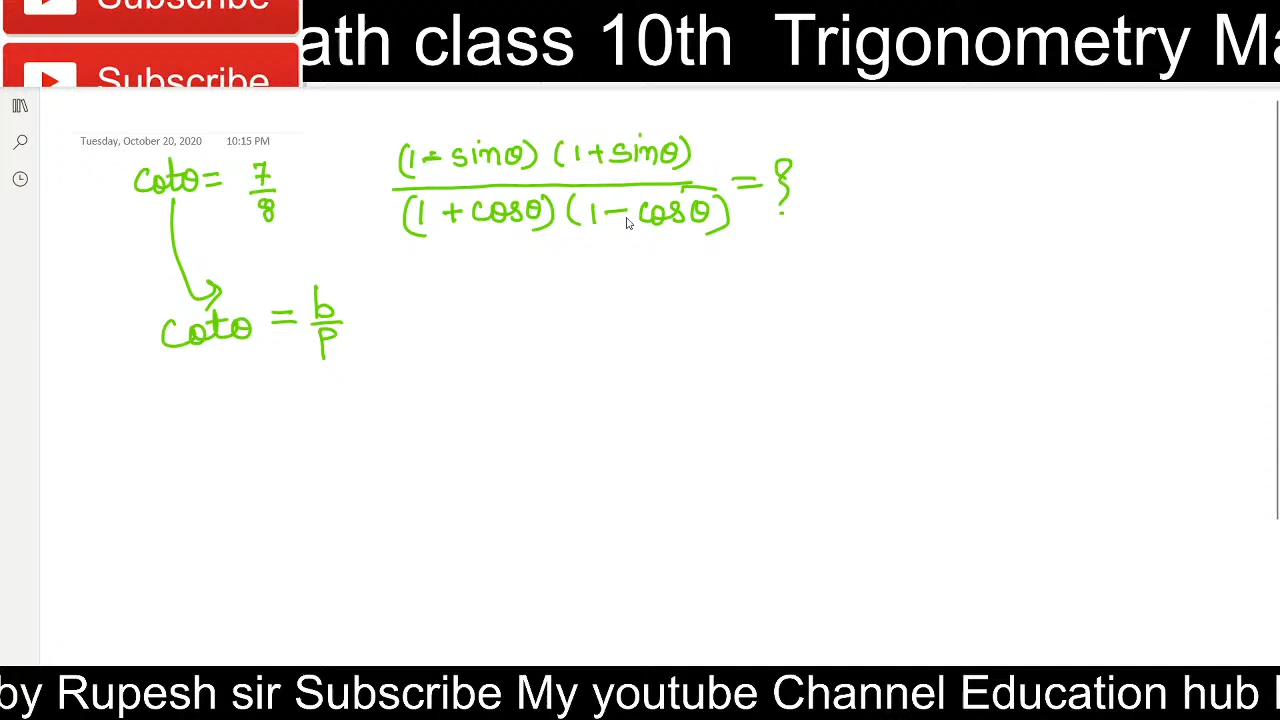 Subscribe
Subscribe
ath class 10th Trigonometry Ma
Tuesday, October 20, 2020 10:15 PM
cotθ = 7/8
(1 - sinθ) (1 + sinθ) / (1 + cosθ) (1 - cosθ) = ?
cotθ = b/P
by Rupesh sir Subscribe My youtube Channel Education hub